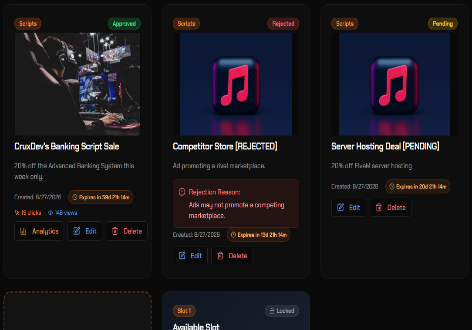 Scripts
Approved
CruxDev's Banking Script Sale
20% off the Advanced Banking System this
week only.
Created: 8/27/2026
Expires in 59d 21h 14m
15 clicks
146 views
Analytics
Edit
Delete
Scripts
Rejected
Competitor Store [REJECTED]
Ad promoting a rival marketplace.
Rejection Reason:
Ads may not promote a competing
marketplace.
Created: 8/27/2026
Expires in 13d 21h 14m
Edit
Delete
Scripts
Pending
Server Hosting Deal [PENDING]
20% off FiveM server hosting
Created: 8/27/2026
Expires in 20d 21h 14m
Edit
Delete
Slot 1
Locked
Available Slot